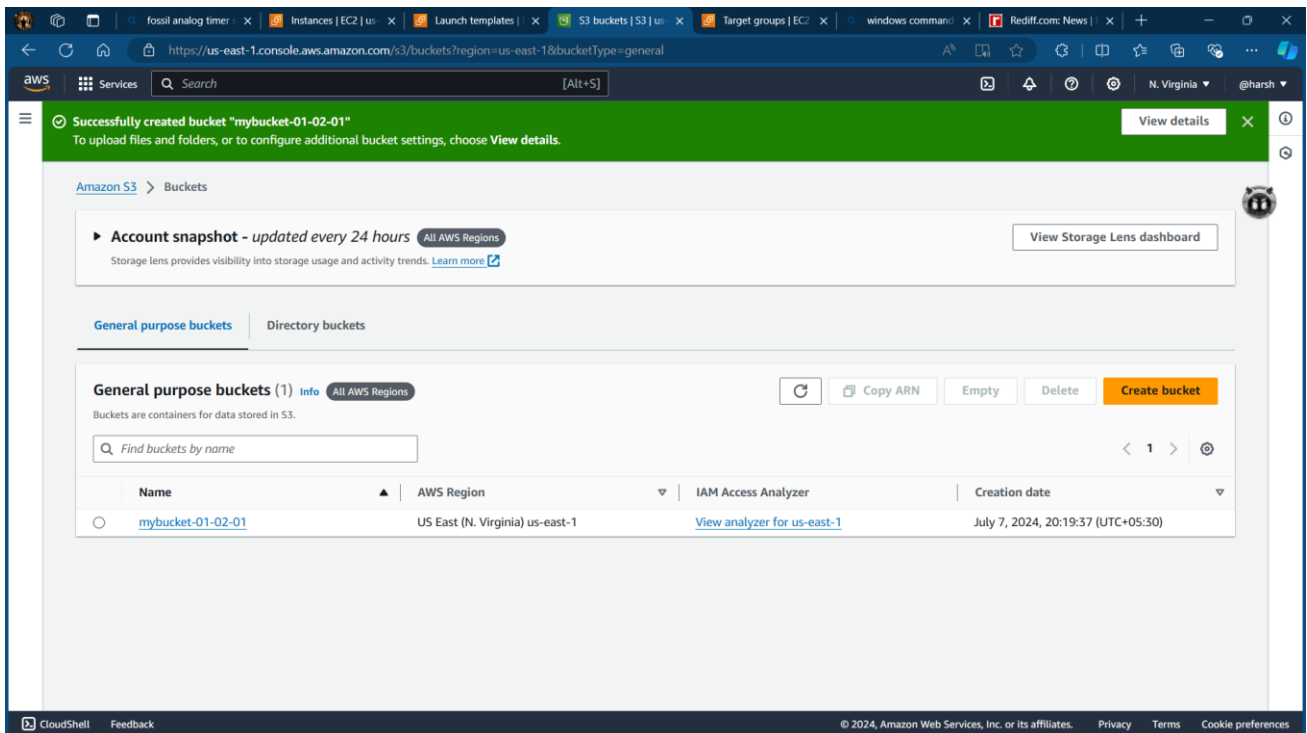 fossil analog timer
Instances | EC2 | us-
Launch templates |
S3 buckets | S3 | us-
Target groups | EC2
windows command
Rediff.com: News |
https://us-east-1.console.aws.amazon.com/s3/buckets?region=us-east-1&bucketType=general
aws
Services
Search
[Alt+S]
N. Virginia
@harsh
Successfully created bucket "mybucket-01-02-01"
To upload files and folders, or to configure additional bucket settings, choose View details.
View details
Amazon S3 > Buckets
Account snapshot - updated every 24 hours All AWS Regions
Storage lens provides visibility into storage usage and activity trends. Learn more
View Storage Lens dashboard
General purpose buckets
Directory buckets
General purpose buckets (1) Info All AWS Regions
Buckets are containers for data stored in S3.
Copy ARN
Empty
Delete
Create bucket
Find buckets by name
1
Name
AWS Region
IAM Access Analyzer
Creation date
mybucket-01-02-01
US East (N. Virginia) us-east-1
View analyzer for us-east-1
July 7, 2024, 20:19:37 (UTC+05:30)
CloudShell
Feedback
© 2024, Amazon Web Services, Inc. or its affiliates.
Privacy
Terms
Cookie preferences